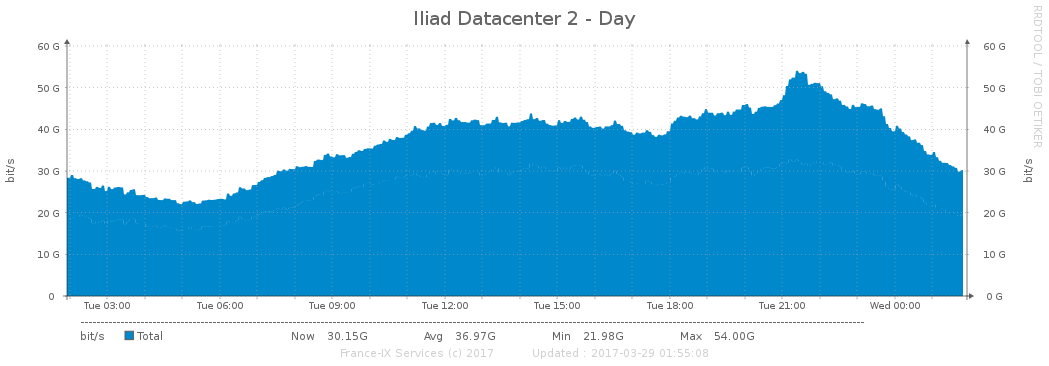 Iliad Datacenter 2 - Day
RRDTOOL / TOBI OETIKER
60 G 60 G
50 G 50 G
40 G 40 G
30 G 30 G
20 G 20 G
10 G 10 G
0 0 G
bit/s bit/s
Tue 03:00 Tue 06:00 Tue 09:00 Tue 12:00 Tue 15:00 Tue 18:00 Tue 21:00 Wed 00:00
bit/s Total Now 30.15G Avg 36.97G Min 21.98G Max 54.00G
France-IX Services (c) 2017 Updated : 2017-03-29 01:55:08